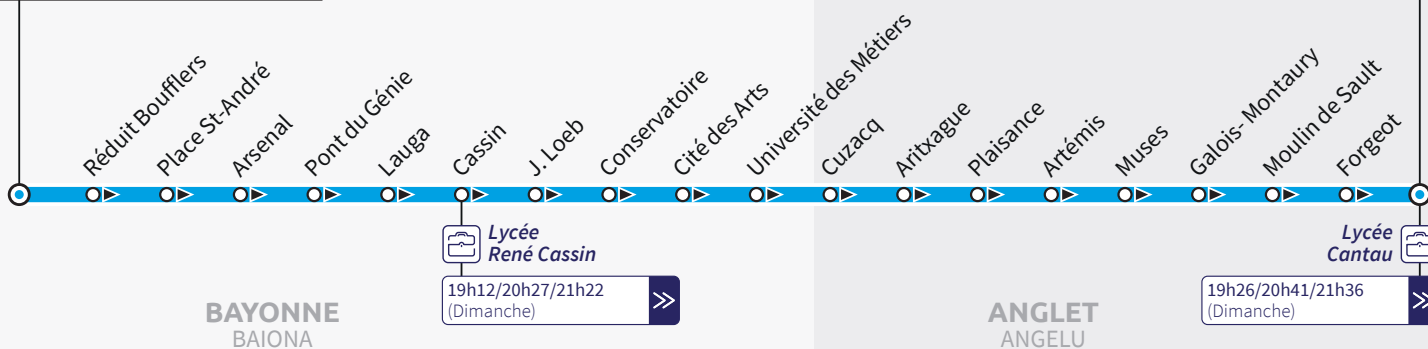 Réduit Boufflers
Place St-André
Arsenal
Pont du Génie
Lauga
Cassin
J. Loeb
Conservatoire
Cité des Arts
Université des Métiers
Cuzacq
Aritxague
Plaisance
Artémis
Muses
Galois- Montaury
Moulin de Sault
Forgeot
Lycée
René Cassin
19h12/20h27/21h22
(Dimanche)
Lycée
Cantau
19h26/20h41/21h36
(Dimanche)
BAYONNE
BAIONA
ANGLET
ANGELU